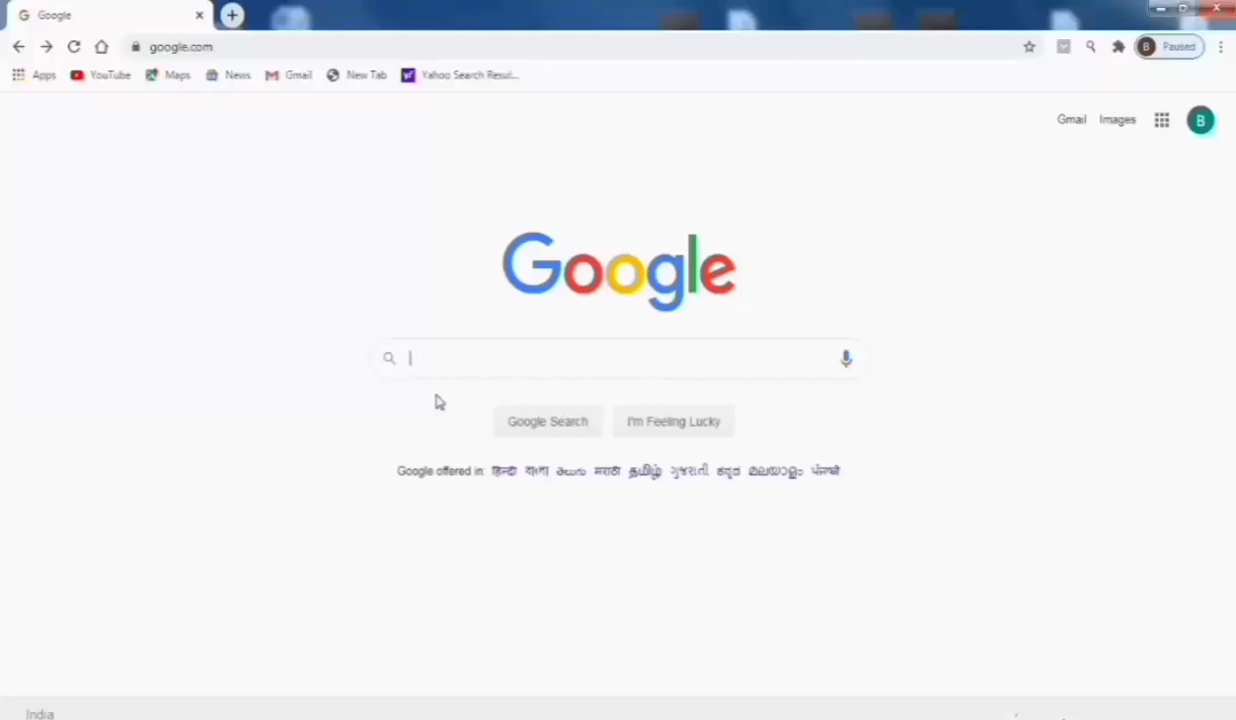 Google
google.com
Paused
Apps YouTube Maps News Gmail New Tab Yahoo Search Resul...
Gmail Images B
Google
Google Search I'm Feeling Lucky
Google offered in: हिन्दी বাংলা తెలుగు मराठी தமிழ் ગુજરાતી ಕನ್ನಡ മലയാളം ਪੰਜਾਬੀ
India